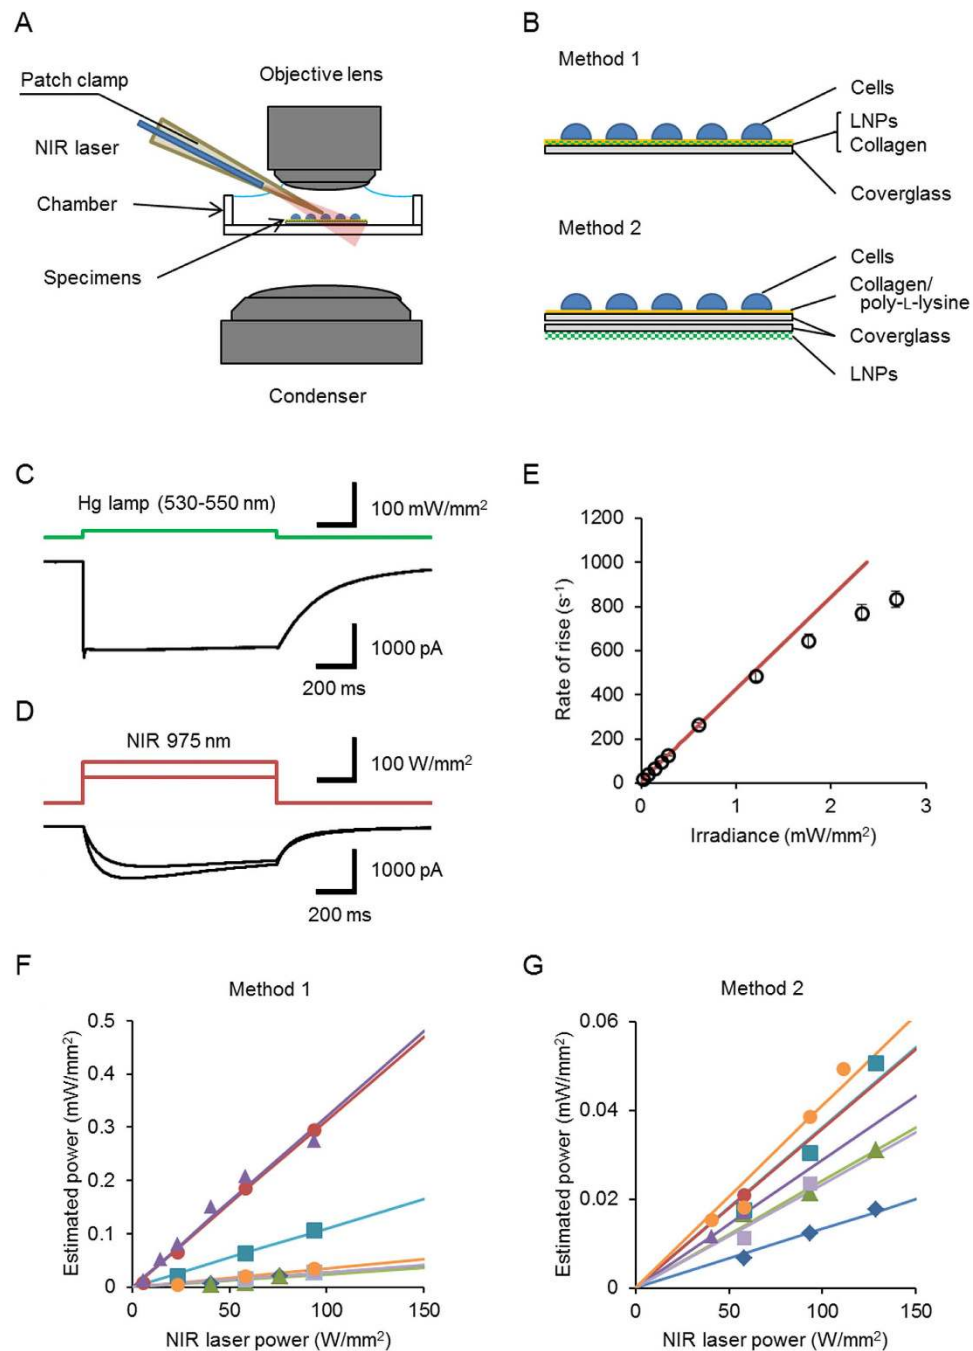 A
Patch clamp
Objective lens
NIR laser
Chamber
Specimens
Condenser
B
Method 1
Cells
LNPs
Collagen
Coverglass
Method 2
Cells
Collagen/
poly-L-lysine
Coverglass
LNPs
C
Hg lamp (530-550 nm)
100 mW/mm²
1000 pA
200 ms
D
NIR 975 nm
100 W/mm²
1000 pA
200 ms
E
Rate of rise (s⁻¹)
1200
1000
800
600
400
200
0
0 1 2 3
Irradiance (mW/mm²)
F
Method 1
Estimated power (mW/mm²)
0.5
0.4
0.3
0.2
0.1
0
0 50 100 150
NIR laser power (W/mm²)
G
Method 2
Estimated power (mW/mm²)
0.06
0.04
0.02
0
0 50 100 150
NIR laser power (W/mm²)